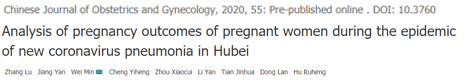 Chinese Journal of Obstetrics and Gynecology, 2020, 55: Pre-published online . DOI: 10.3760
Analysis of pregnancy outcomes of pregnant women during the epidemic
of new coronavirus pneumonia in Hubei
Zhang Lu Jiang Yan Wei Min Cheng Yiheng Zhou Xiaocui Li Yan Tian Jinhua Dong Lan Hu Ruheng